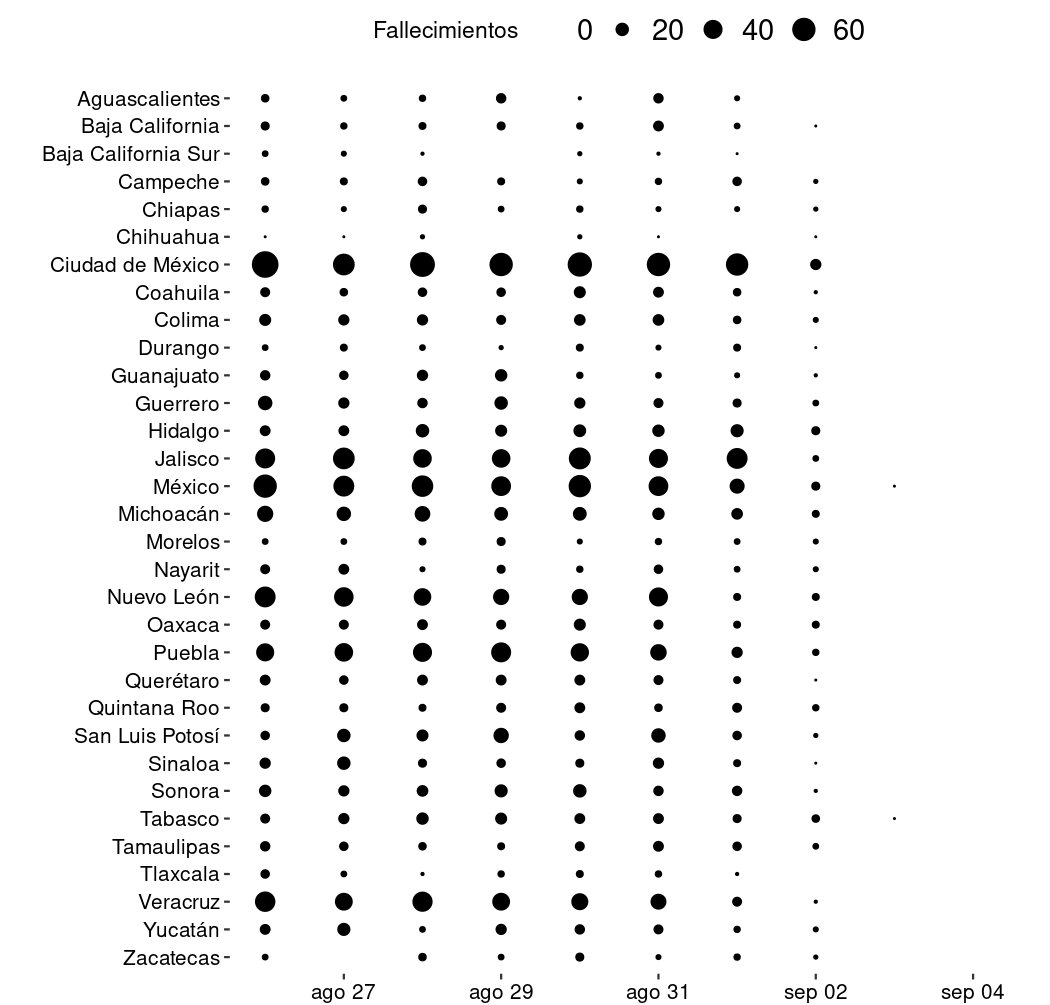 Fallecimientos 0 20 40 60
Aguascalientes
Baja California
Baja California Sur
Campeche
Chiapas
Chihuahua
Ciudad de México
Coahuila
Colima
Durango
Guanajuato
Guerrero
Hidalgo
Jalisco
México
Michoacán
Morelos
Nayarit
Nuevo León
Oaxaca
Puebla
Querétaro
Quintana Roo
San Luis Potosí
Sinaloa
Sonora
Tabasco
Tamaulipas
Tlaxcala
Veracruz
Yucatán
Zacatecas
ago 27 ago 29 ago 31 sep 02 sep 04